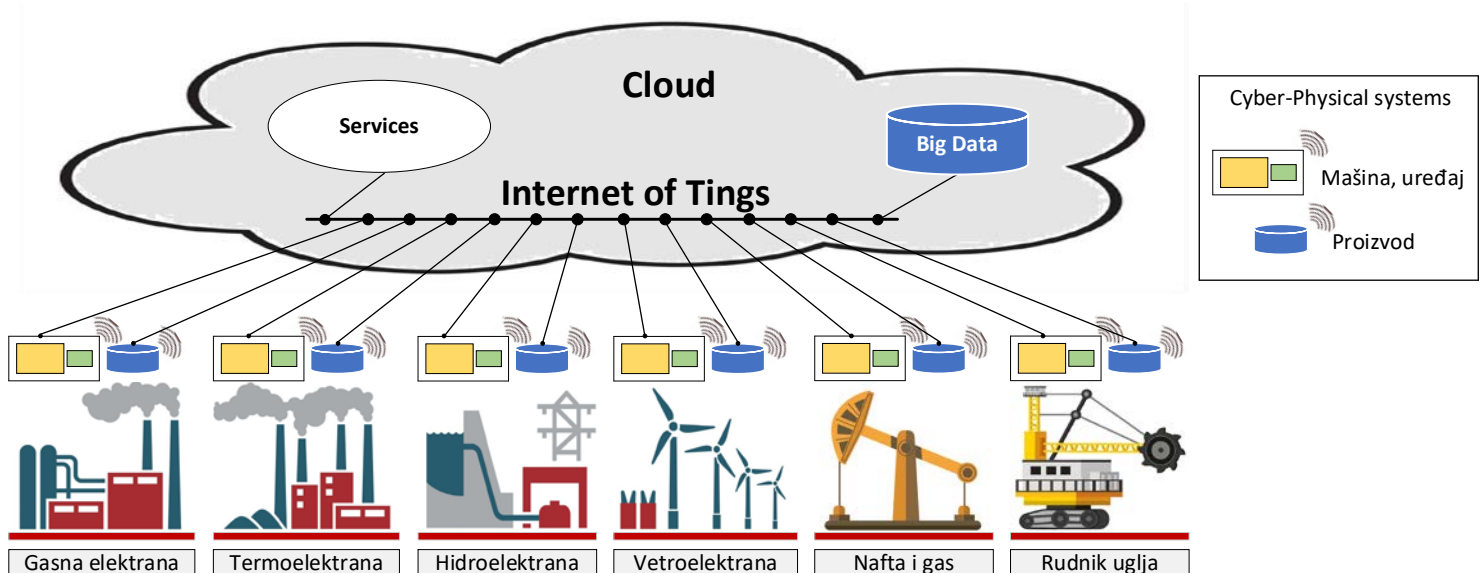 Cloud
Services
Big Data
Internet of Tings
Cyber-Physical systems
Mašina, uređaj
Proizvod
Gasna elektrana
Termoelektrana
Hidroelektrana
Vetroelektrana
Nafta i gas
Rudnik uglja